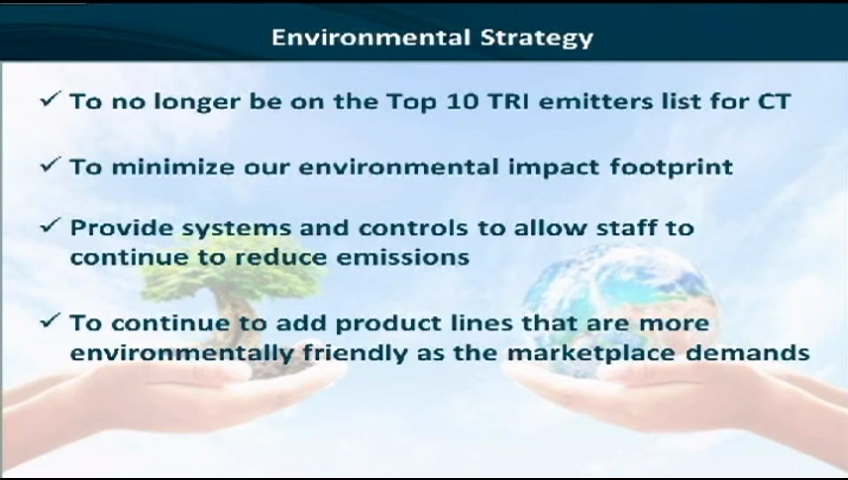 Environmental Strategy
✓ To no longer be on the Top 10 TRI emitters list for CT
✓ To minimize our environmental impact footprint
✓ Provide systems and controls to allow staff to
continue to reduce emissions
✓ To continue to add product lines that are more
environmentally friendly as the marketplace demands